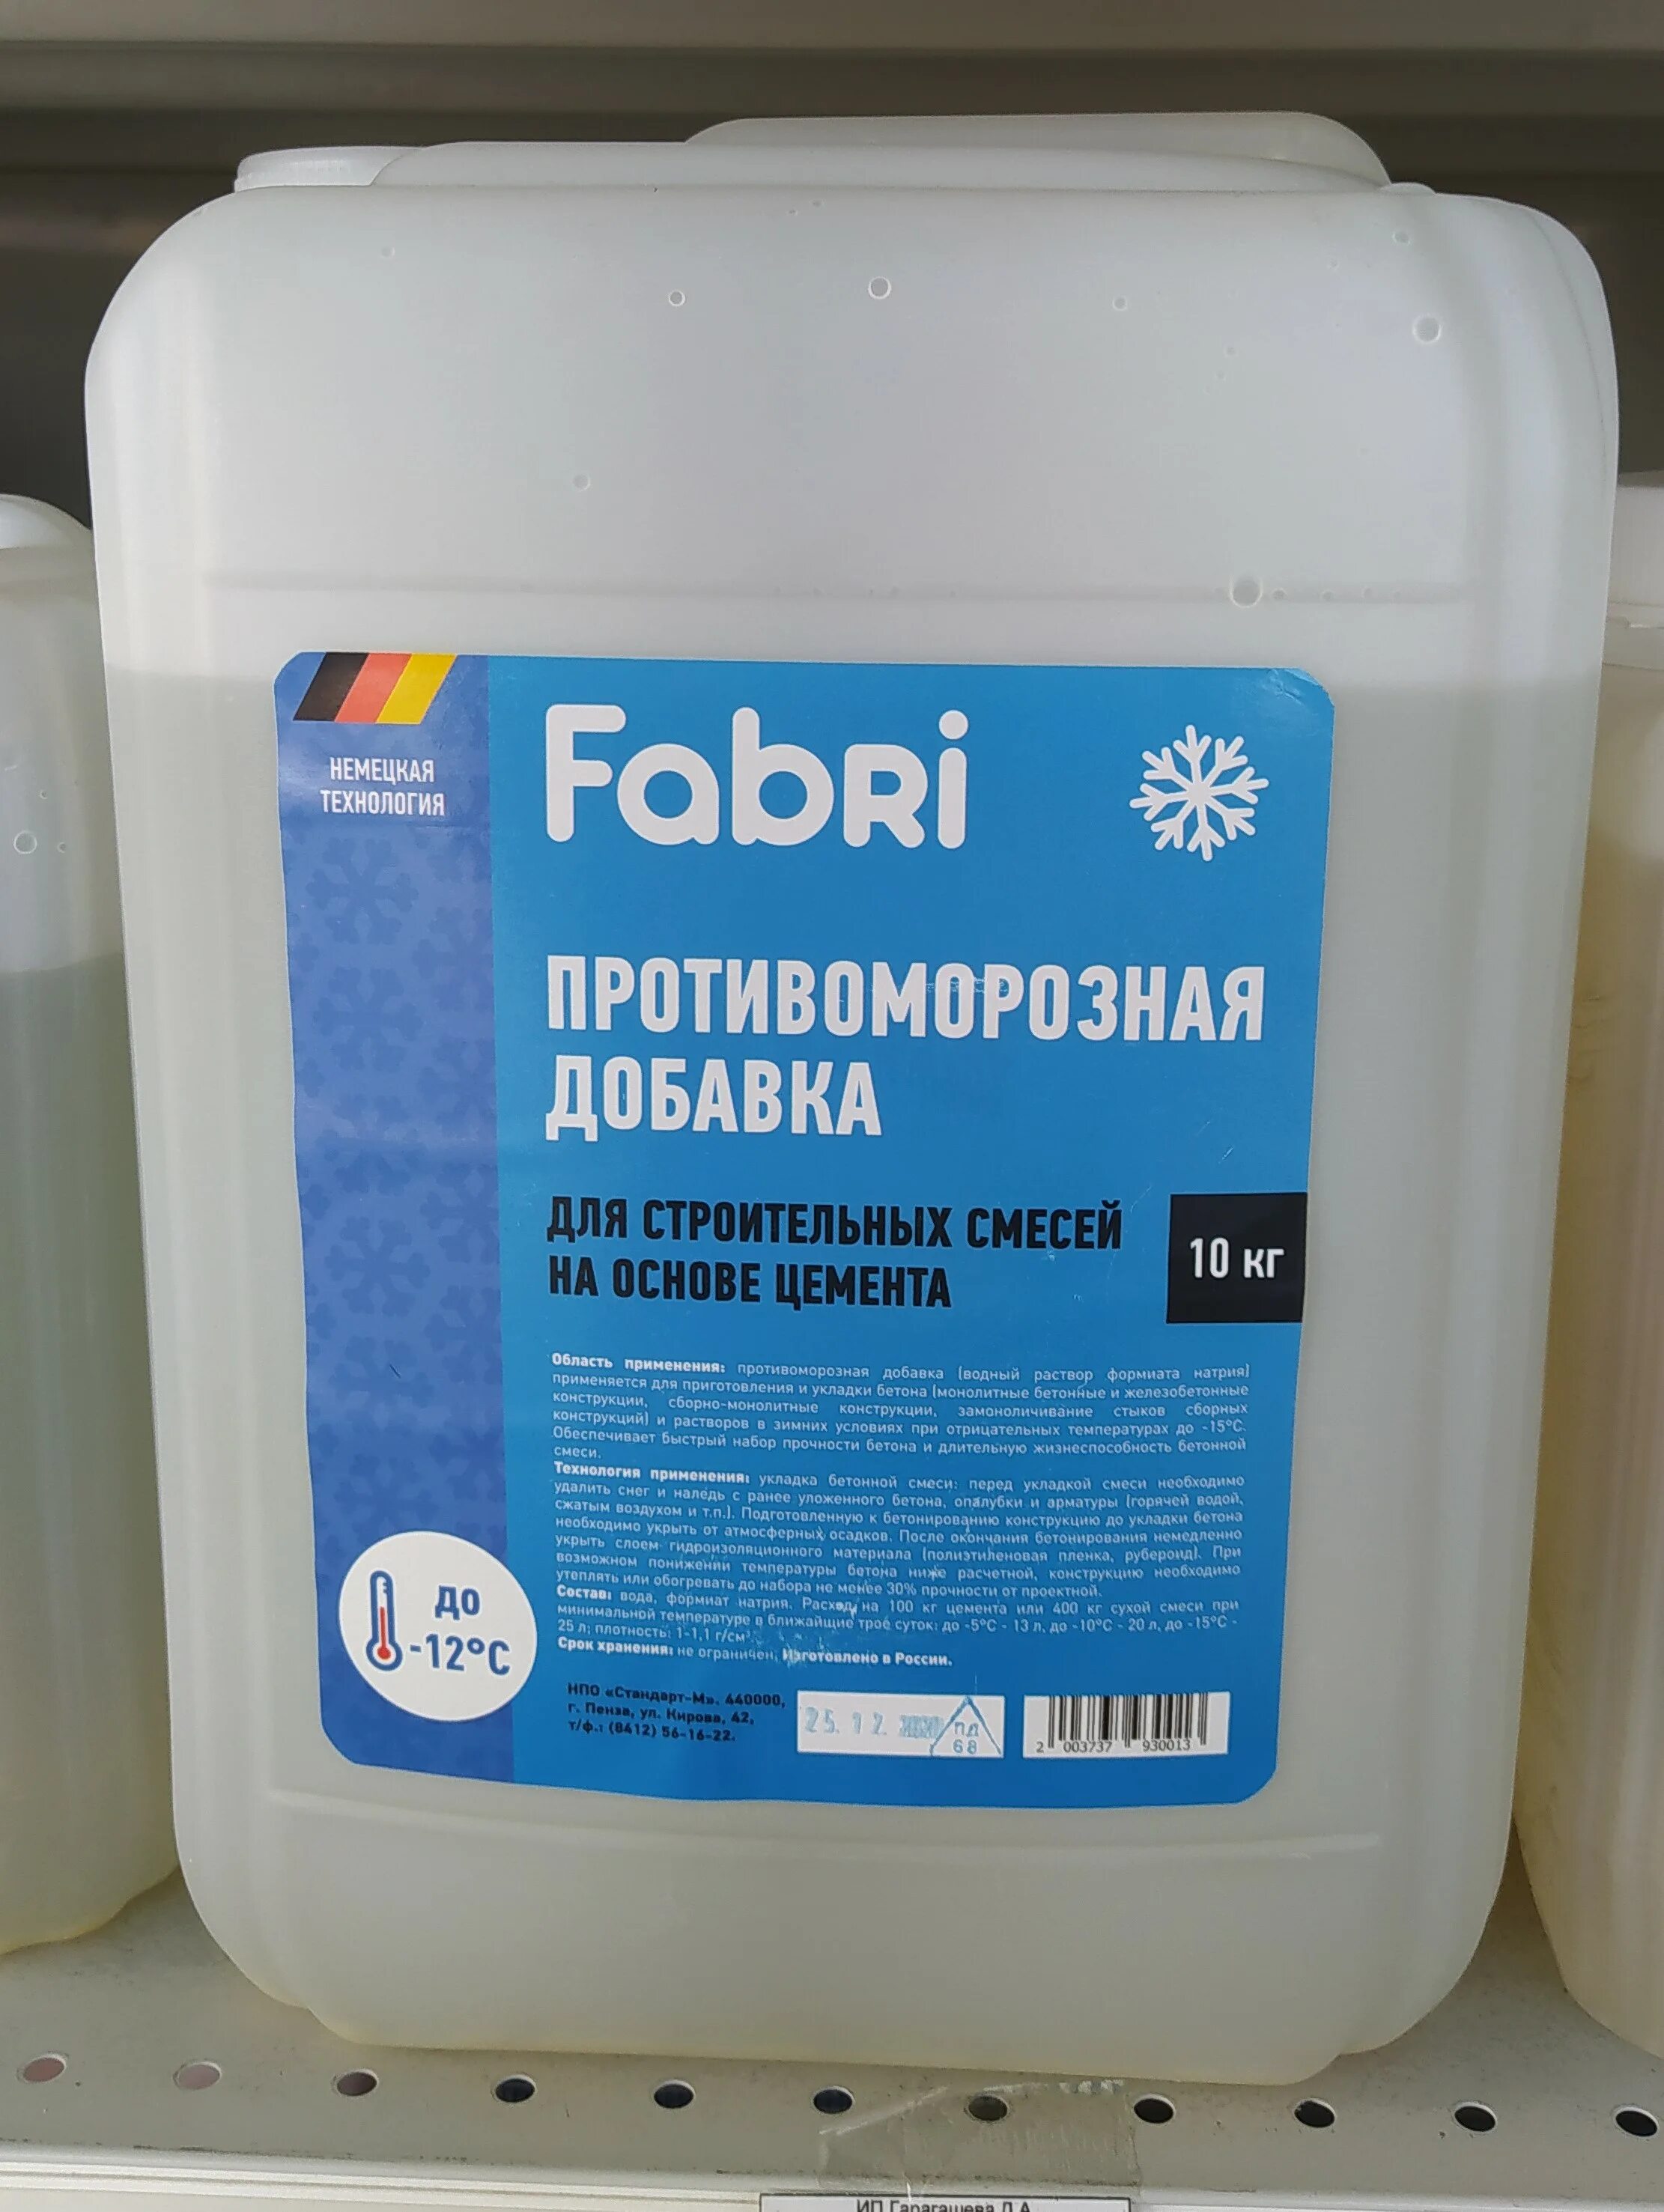 НЕМЕЦКАЯ
ТЕХНОЛОГИЯ
Fabri
ПРОТИВОМОРОЗНАЯ
ДОБАВКА
ДЛЯ СТРОИТЕЛЬНЫХ СМЕСЕЙ
НА ОСНОВЕ ЦЕМЕНТА
10 кг
Область применения: противоморозная добавка (водный раствор формиата натрия)
применяется для приготовления и укладки бетона (монолитные бетонные и железобетонные
конструкции, сборно-монолитные конструкции, замоноличивание стыков сборных
конструкций) и растворов в зимних условиях при отрицательных температурах до -15°С.
Обеспечивает быстрый набор прочности бетона и длительную жизнеспособность бетонной
смеси.
Технология применения: укладка бетонной смеси: перед укладкой смеси необходимо
удалить снег и наледь с ранее уложенного бетона, опалубки и арматуры (горячей водой,
сжатым воздухом и т.п.). Подготовленную к бетонированию конструкцию до укладки бетона
необходимо укрыть от атмосферных осадков. После окончания бетонирования немедленно
укрыть слоем гидроизоляционного материала (полиэтиленовая пленка, рубероид). При
возможном понижении температуры бетона ниже расчетной, конструкцию необходимо
утеплять или обогревать до набора не менее 30% прочности от проектной.
Состав: вода, формиат натрия. Расход на 100 кг цемента или 400 кг сухой смеси при
минимальной температуре в ближайшие трое суток: до -5°С - 13 л, до -10°С - 20 л, до -15°С -
25 л; плотность: 1-1,1 г/см³.
Срок хранения: не ограничен. Изготовлено в России.
до
-12°С
НПО «Стандарт-М». 440000,
г. Пенза, ул. Кирова, 42,
т/ф.: (8412) 56-16-22.
25. 12.
ПД
68
2 003737 930013
ИП Гарагашева Л.А.